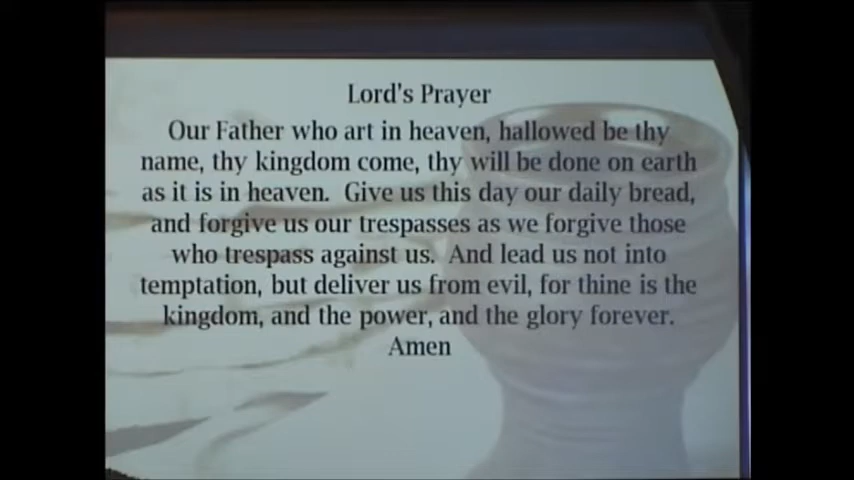 Lord's Prayer
Our Father who art in heaven, hallowed be thy
name, thy kingdom come, thy will be done on earth
as it is in heaven.  Give us this day our daily bread,
and forgive us our trespasses as we forgive those
who trespass against us.  And lead us not into
temptation, but deliver us from evil, for thine is the
kingdom, and the power, and the glory forever.
Amen